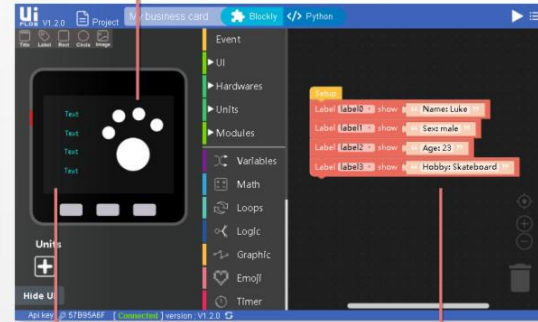 Ui FLOW V1.2.0 Project My business card Blockly </> Python
Title Label Rect Circle Image
Event
UI
Hardwares
Units
Modules
Variables
Math
Loops
Logic
Graphic
Emoji
Timer
Text
Text
Text
Text
Units
Hide UI
Setup
Label label0 show " Name: Luke "
Label label1 show " Sex: male "
Label label2 show " Age: 23 "
Label label3 show " Hobby: Skateboard "
Api key: 57B95A6F [ Connected ] version : V1.2.0